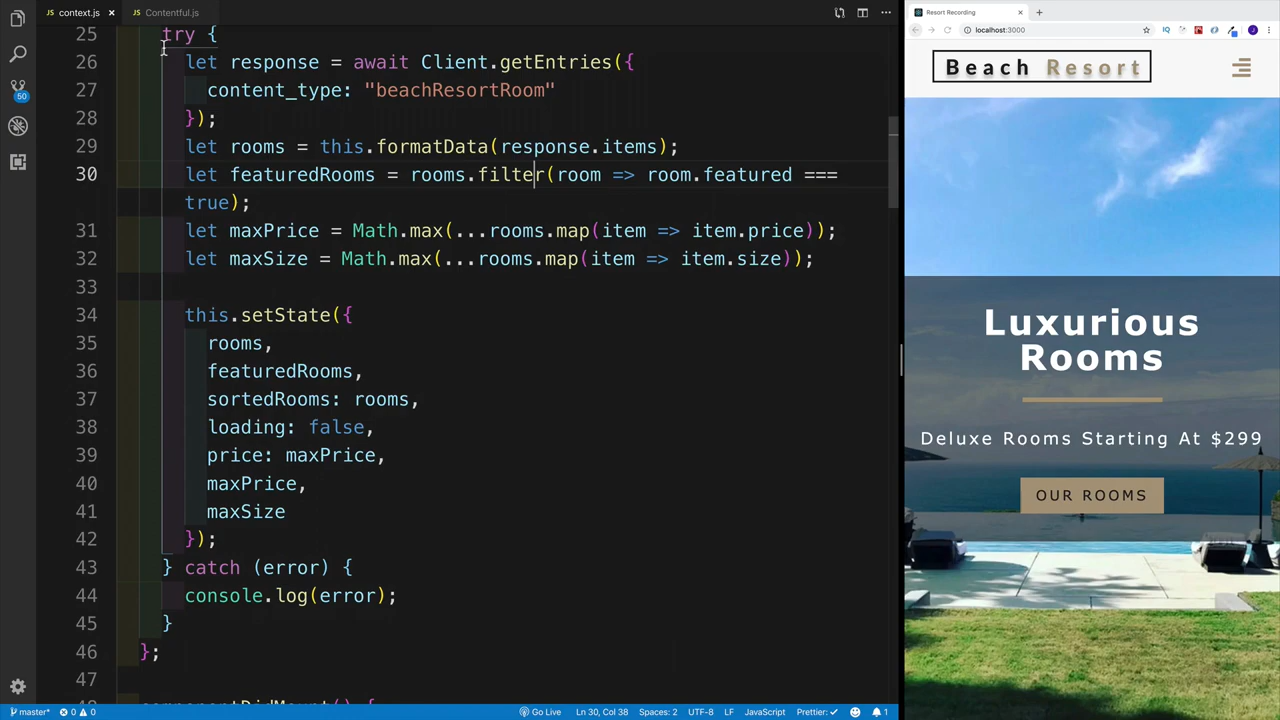 context.js
Contentful.js
25 try {
26 let response = await Client.getEntries({
27 content_type: "beachResortRoom"
28 });
29 let rooms = this.formatData(response.items);
30 let featuredRooms = rooms.filter(room => room.featured ===
true);
31 let maxPrice = Math.max(...rooms.map(item => item.price));
32 let maxSize = Math.max(...rooms.map(item => item.size));
33
34 this.setState({
35 rooms,
36 featuredRooms,
37 sortedRooms: rooms,
38 loading: false,
39 price: maxPrice,
40 maxPrice,
41 maxSize
42 });
43 } catch (error) {
44 console.log(error);
45 }
46 };
47
50
master* 0 0 Go Live Ln 30, Col 38 Spaces: 2 UTF-8 LF JavaScript Prettier: ✓ 1
Resort Recording
localhost:3000
Beach Resort
Luxurious
Rooms
Deluxe Rooms Starting At $299
OUR ROOMS